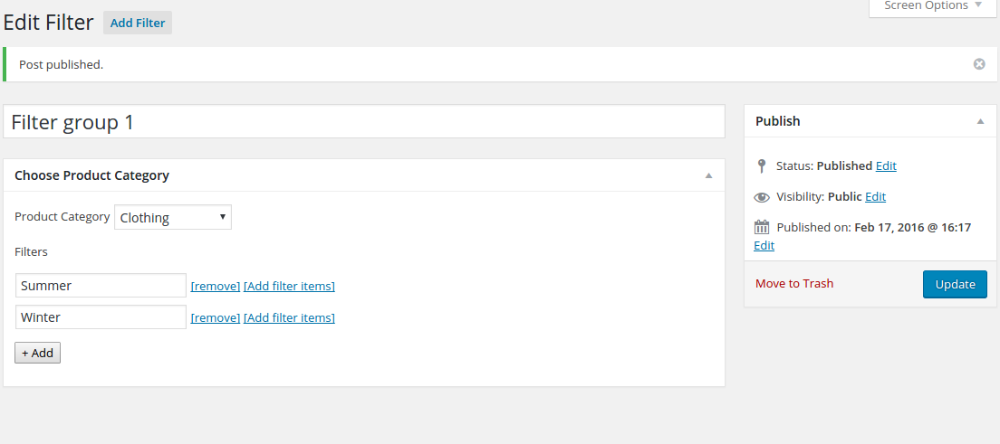 Screen Options
Edit Filter Add Filter
Post published.
Filter group 1
Choose Product Category
Product Category Clothing
Filters
Summer [remove] [Add filter items]
Winter [remove] [Add filter items]
+ Add
Publish
Status: Published Edit
Visibility: Public Edit
Published on: Feb 17, 2016 @ 16:17
Edit
Move to Trash Update